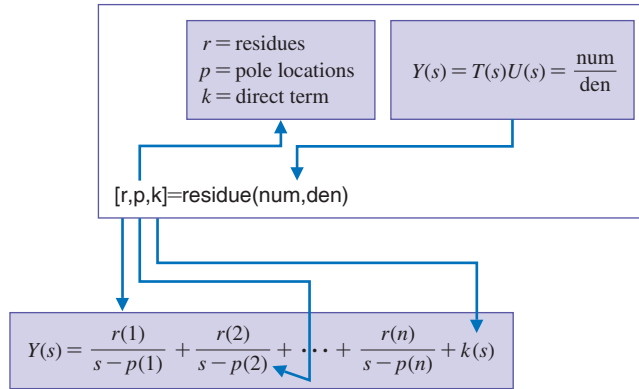 r = residues
p = pole locations
k = direct term
Y(s) = T(s)U(s) = num/den
[r,p,k]=residue(num,den)
Y(s) = r(1)/(s − p(1)) + r(2)/(s − p(2)) + ⋯ + r(n)/(s − p(n)) + k(s)